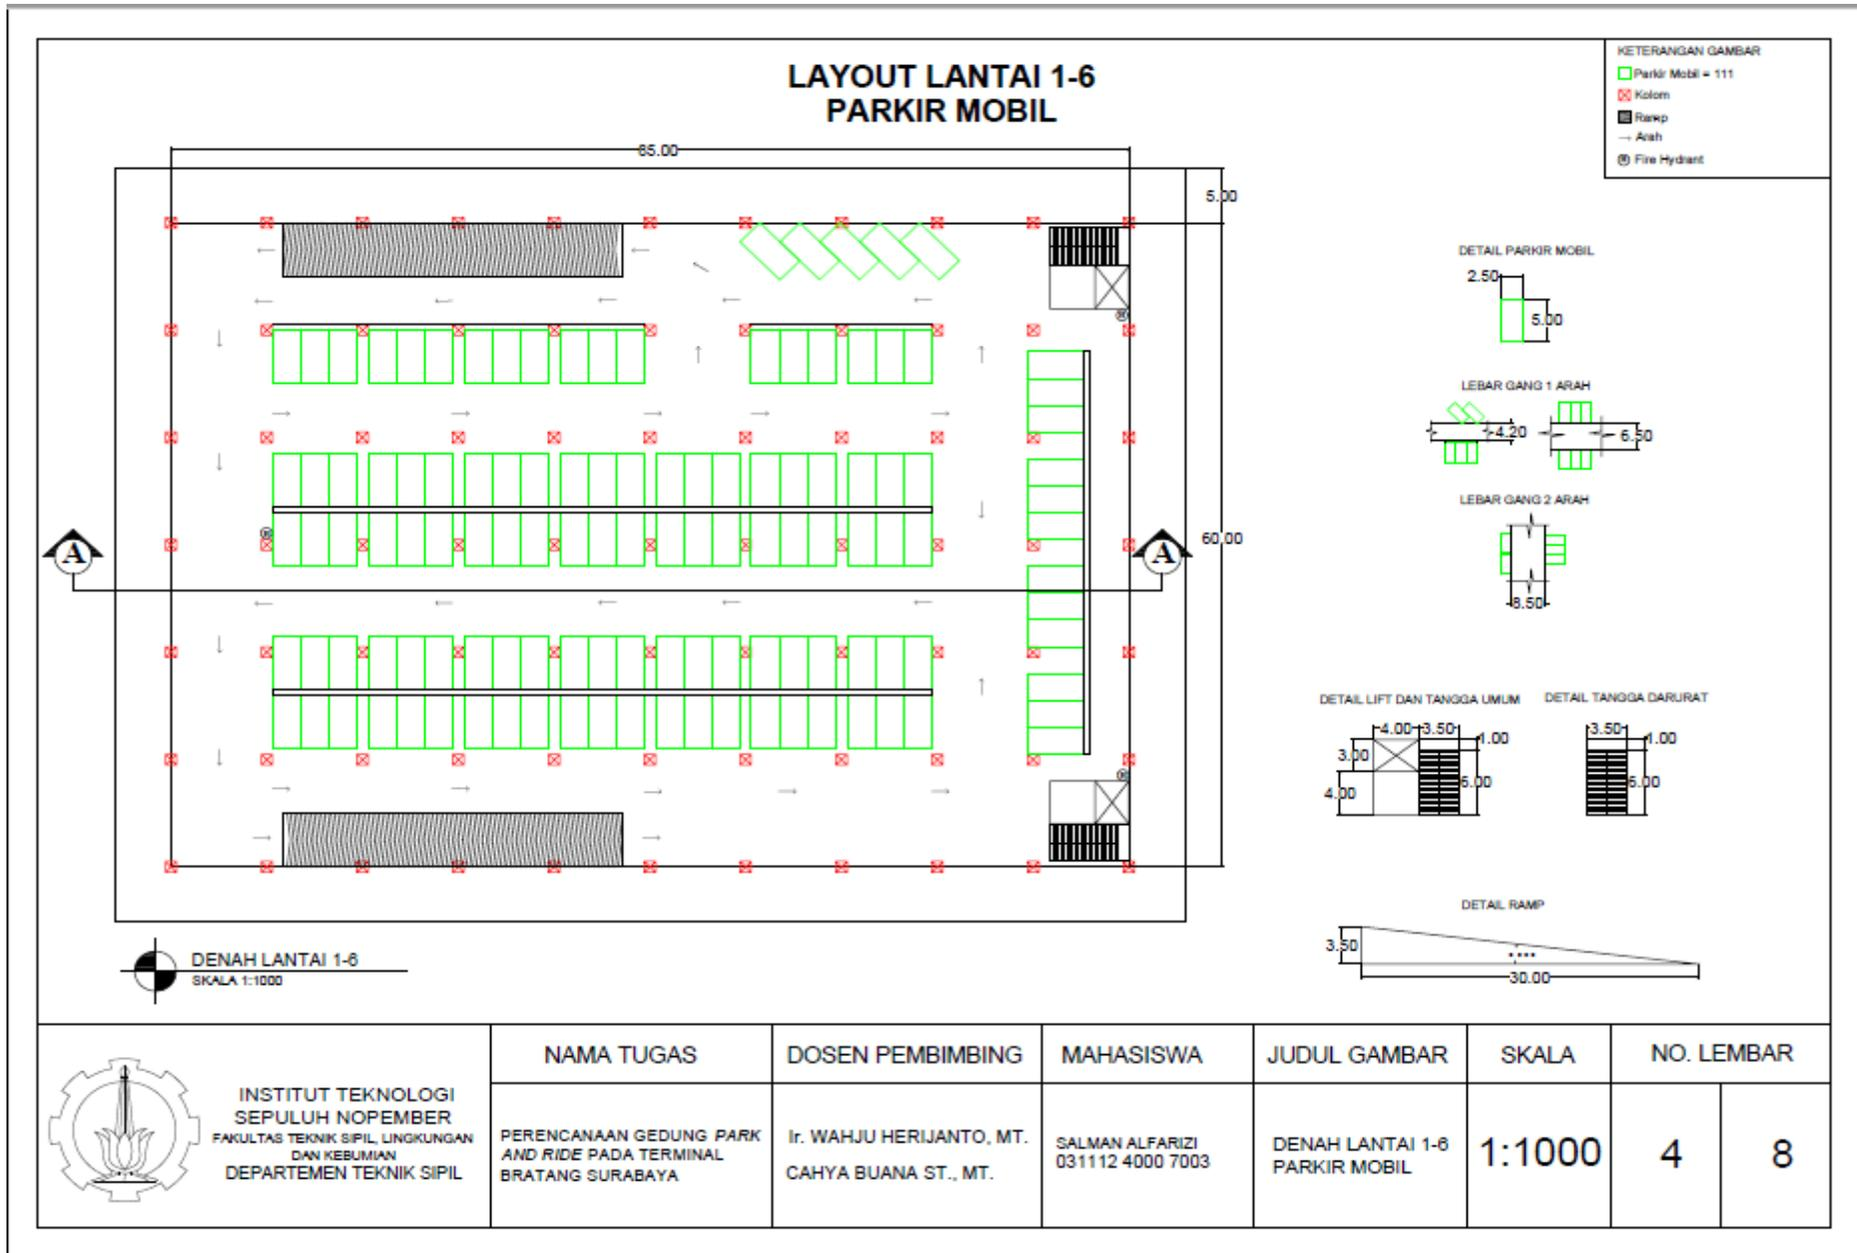 LAYOUT LANTAI 1-6
PARKIR MOBIL
KETERANGAN GAMBAR
Parkir Mobil = 111
Kolom
Ramp
Arah
Fire Hydrant
65.00
5.00
60.00
A
A
DETAIL PARKIR MOBIL
2.50
5.00
LEBAR GANG 1 ARAH
4.20
6.50
LEBAR GANG 2 ARAH
8.50
DETAIL LIFT DAN TANGGA UMUM
4.00
3.50
1.00
3.00
4.00
6.00
DETAIL TANGGA DARURAT
3.50
1.00
6.00
DETAIL RAMP
3.50
30.00
DENAH LANTAI 1-6
SKALA 1:1000
INSTITUT TEKNOLOGI
SEPULUH NOPEMBER
FAKULTAS TEKNIK SIPIL, LINGKUNGAN
DAN KEBUMIAN
DEPARTEMEN TEKNIK SIPIL
NAMA TUGAS
PERENCANAAN GEDUNG PARK
AND RIDE PADA TERMINAL
BRATANG SURABAYA
DOSEN PEMBIMBING
Ir. WAHJU HERIJANTO, MT.
CAHYA BUANA ST., MT.
MAHASISWA
SALMAN ALFARIZI
031112 4000 7003
JUDUL GAMBAR
DENAH LANTAI 1-6
PARKIR MOBIL
SKALA
1:1000
NO. LEMBAR
4
8